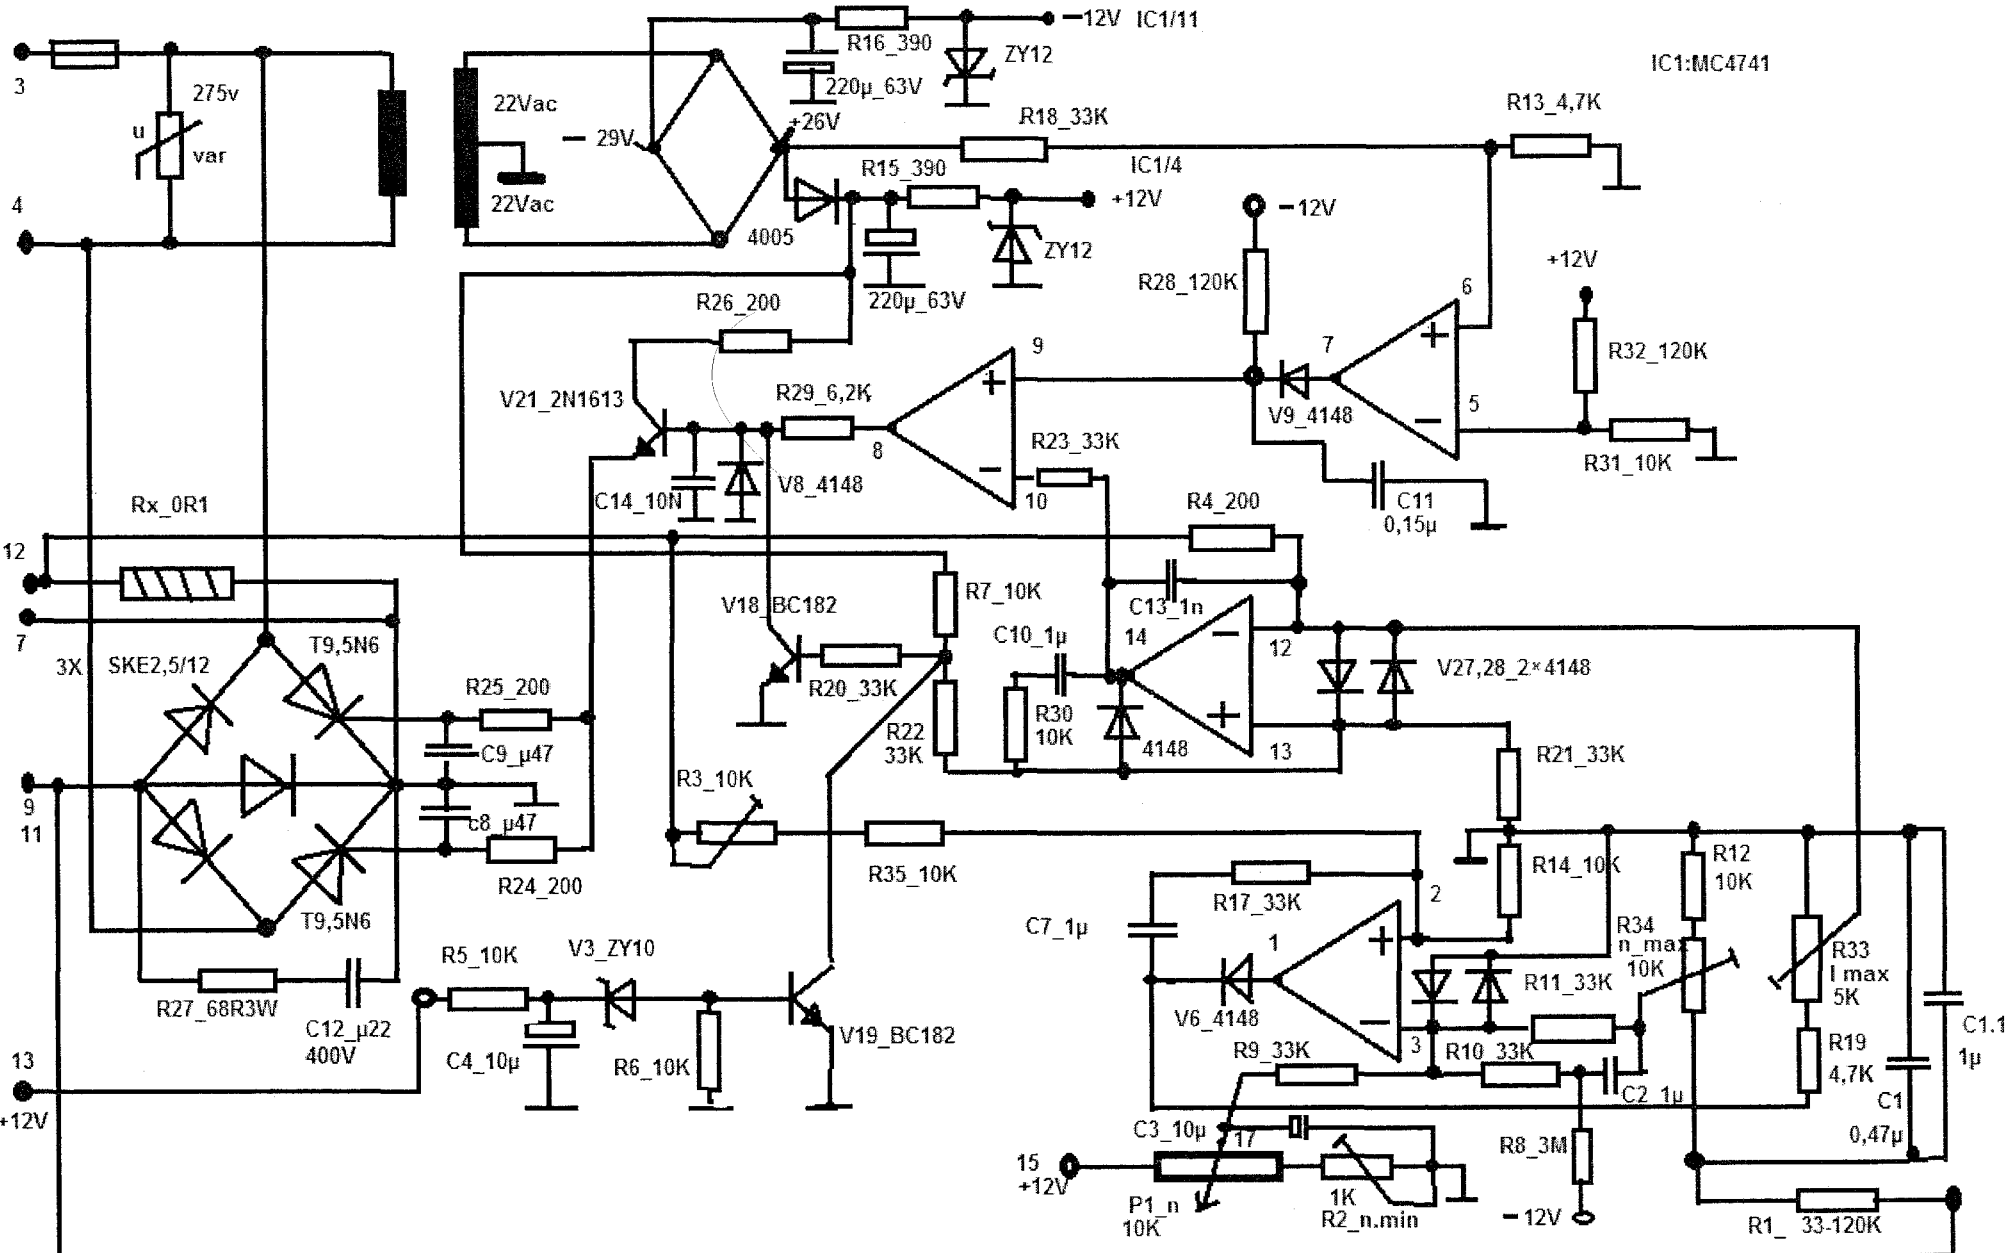 −12V IC1/11
R16_390
ZY12
IC1:MC4741
3
275v
22Vac
220µ_63V
R13_4,7K
u
var
− 29V
+26V
R18_33K
R15_390
IC1/4
4
22Vac
+12V
−12V
4005
ZY12
R28_120K
+12V
R26_200
220µ_63V
6
9
7
R32_120K
V21_2N1613
R29_6,2K
V9_4148
5
8
R23_33K
R31_10K
C14_10N
V8_4148
10
R4_200
C11
0,15µ
Rx_0R1
12
R7_10K
C13_1n
V18_BC182
C10_1µ
14
12
7
T9,5N6
3X
SKE2,5/12
V27,28_2×4148
R25_200
R20_33K
R30
10K
R22
33K
4148
13
R21_33K
C9_µ47
R3_10K
9
11
c8_µ47
R35_10K
R14_10K
R12
10K
R24_200
R17_33K
2
T9,5N6
C7_1µ
1
R34
n_max
10K
R33
I max
5K
R5_10K
V3_ZY10
R11_33K
R27_68R3W
C12_µ22
400V
V6_4148
C1.1
1µ
V19_BC182
3
R9_33K
R10_33K
R19
4,7K
13
C4_10µ
R6_10K
C2_1µ
C1
0,47µ
+12V
C3_10µ
17
R8_3M
15
+12V
P1_n
10K
1K
R2_n.min
−12V
R1_ 33-120K